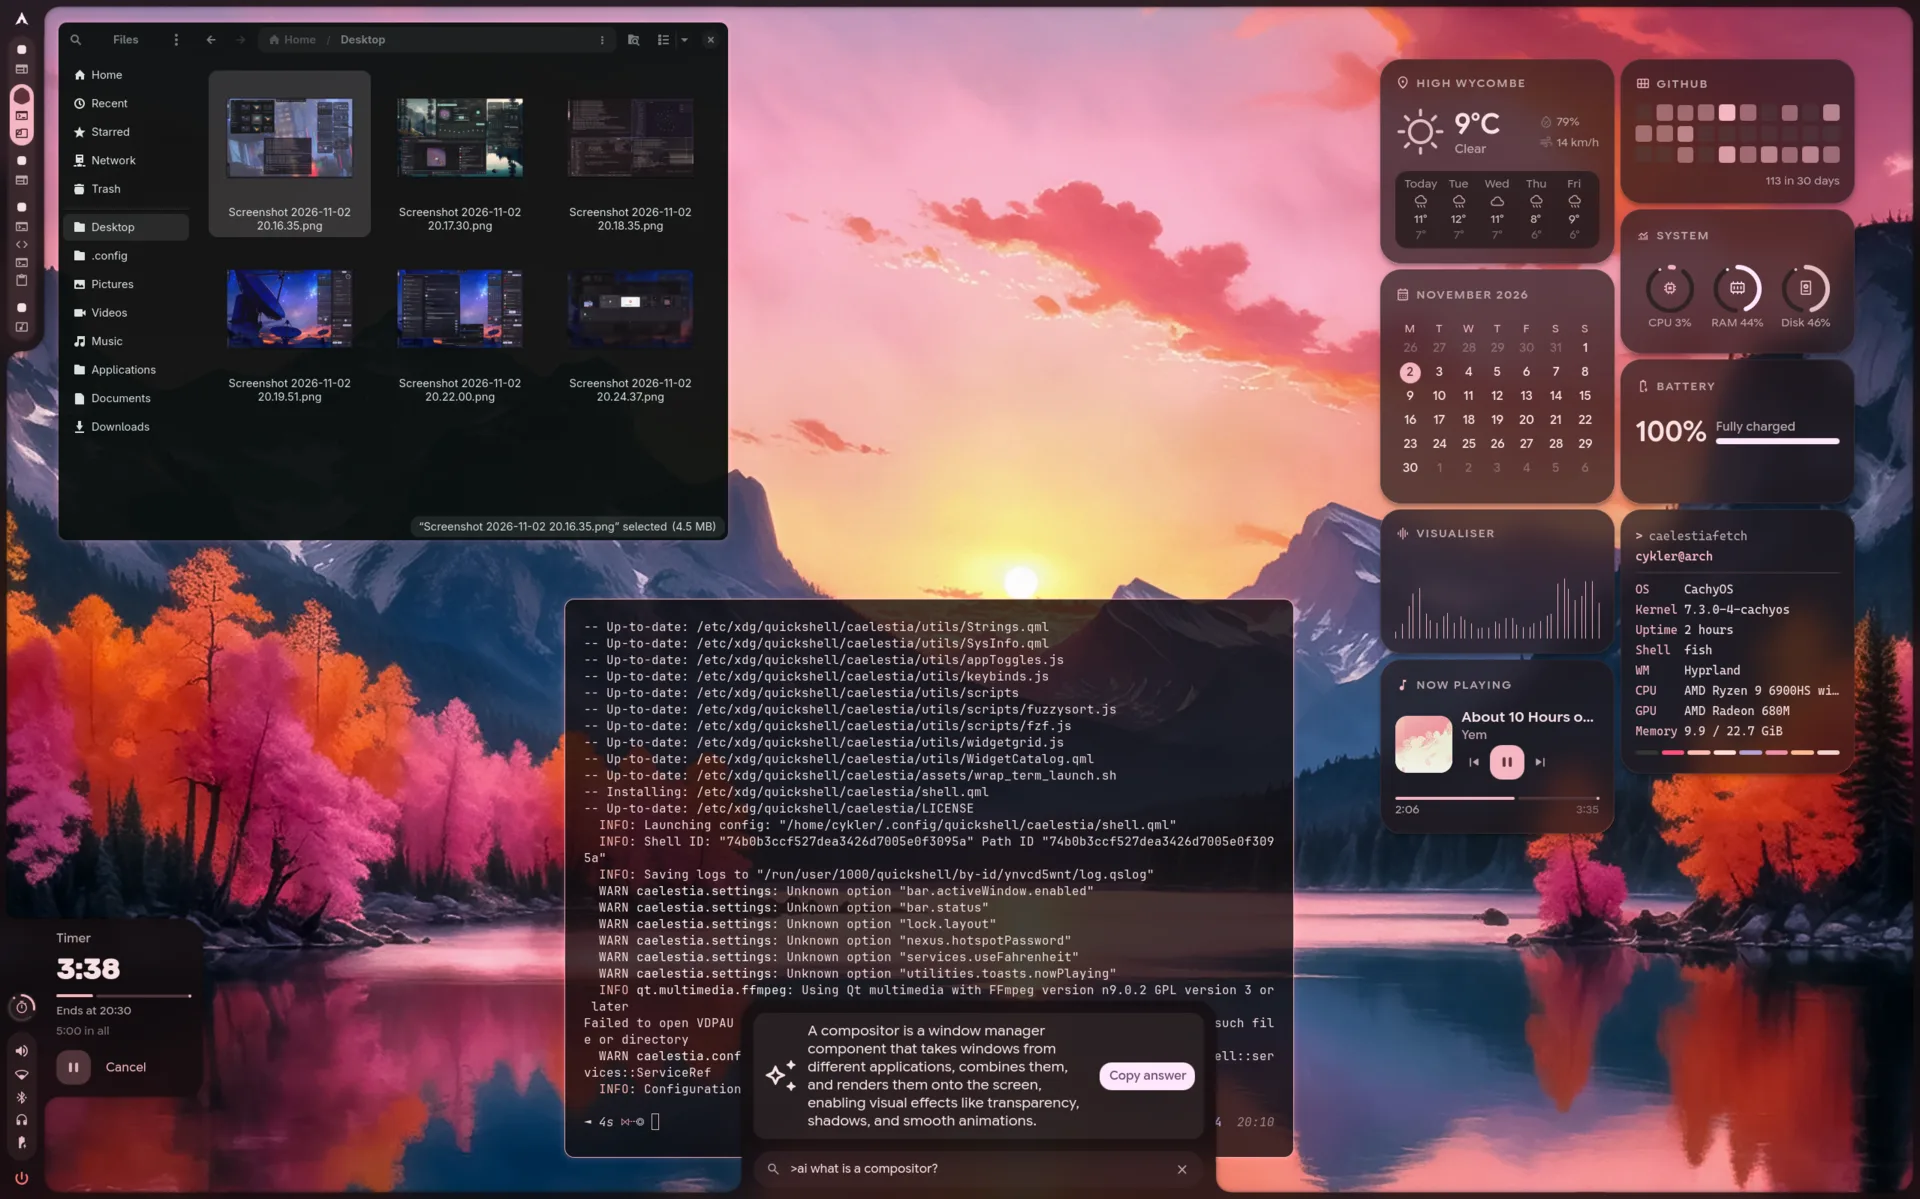 Files
Home / Desktop
Home
Recent
Starred
Network
Trash
Desktop
.config
Pictures
Videos
Music
Applications
Documents
Downloads
Screenshot 2026-11-02
20.16.35.png
Screenshot 2026-11-02
20.17.30.png
Screenshot 2026-11-02
20.18.35.png
Screenshot 2026-11-02
20.19.51.png
Screenshot 2026-11-02
20.22.00.png
Screenshot 2026-11-02
20.24.37.png
"Screenshot 2026-11-02 20.16.35.png" selected (4.5 MB)
HIGH WYCOMBE
9°C
Clear
79%
14 km/h
Today Tue Wed Thu Fri
11° 12° 11° 8° 9°
7° 7° 7° 6° 6°
GITHUB
113 in 30 days
SYSTEM
CPU 3% RAM 44% Disk 46%
NOVEMBER 2026
M T W T F S S
26 27 28 29 30 31 1
2 3 4 5 6 7 8
9 10 11 12 13 14 15
16 17 18 19 20 21 22
23 24 25 26 27 28 29
30 1 2 3 4 5 6
BATTERY
100% Fully charged
VISUALISER
NOW PLAYING
About 10 Hours o...
Yem
2:06 3:35
> caelestiafetch
cykler@arch
OS CachyOS
Kernel 7.3.0-4-cachyos
Uptime 2 hours
Shell fish
WM Hyprland
CPU AMD Ryzen 9 6900HS wi…
GPU AMD Radeon 680M
Memory 9.9 / 22.7 GiB
-- Up-to-date: /etc/xdg/quickshell/caelestia/utils/Strings.qml
-- Up-to-date: /etc/xdg/quickshell/caelestia/utils/SysInfo.qml
-- Up-to-date: /etc/xdg/quickshell/caelestia/utils/appToggles.js
-- Up-to-date: /etc/xdg/quickshell/caelestia/utils/keybinds.js
-- Up-to-date: /etc/xdg/quickshell/caelestia/utils/scripts
-- Up-to-date: /etc/xdg/quickshell/caelestia/utils/scripts/fuzzysort.js
-- Up-to-date: /etc/xdg/quickshell/caelestia/utils/scripts/fzf.js
-- Up-to-date: /etc/xdg/quickshell/caelestia/utils/widgetgrid.js
-- Up-to-date: /etc/xdg/quickshell/caelestia/utils/WidgetCatalog.qml
-- Up-to-date: /etc/xdg/quickshell/caelestia/assets/wrap_term_launch.sh
-- Installing: /etc/xdg/quickshell/caelestia/shell.qml
-- Up-to-date: /etc/xdg/quickshell/caelestia/LICENSE
INFO: Launching config: "/home/cykler/.config/quickshell/caelestia/shell.qml"
INFO: Shell ID: "74b0b3ccf527dea3426d7005e0f3095a" Path ID "74b0b3ccf527dea3426d7005e0f309
5a"
INFO: Saving logs to "/run/user/1000/quickshell/by-id/ynvcd5wnt/log.qslog"
WARN caelestia.settings: Unknown option "bar.activeWindow.enabled"
WARN caelestia.settings: Unknown option "bar.status"
WARN caelestia.settings: Unknown option "lock.layout"
WARN caelestia.settings: Unknown option "nexus.hotspotPassword"
WARN caelestia.settings: Unknown option "services.useFahrenheit"
WARN caelestia.settings: Unknown option "utilities.toasts.nowPlaying"
INFO qt.multimedia.ffmpeg: Using Qt multimedia with FFmpeg version n9.0.2 GPL version 3 or
later
Failed to open VDPAU such fil
e or directory
WARN caelestia.conf ell::ser
vices::ServiceRef
INFO: Configuration
4s 4 20:10
A compositor is a window manager
component that takes windows from
different applications, combines them,
and renders them onto the screen,
enabling visual effects like transparency,
shadows, and smooth animations.
Copy answer
>ai what is a compositor?
Timer
3:38
Ends at 20:30
5:00 in all
Cancel